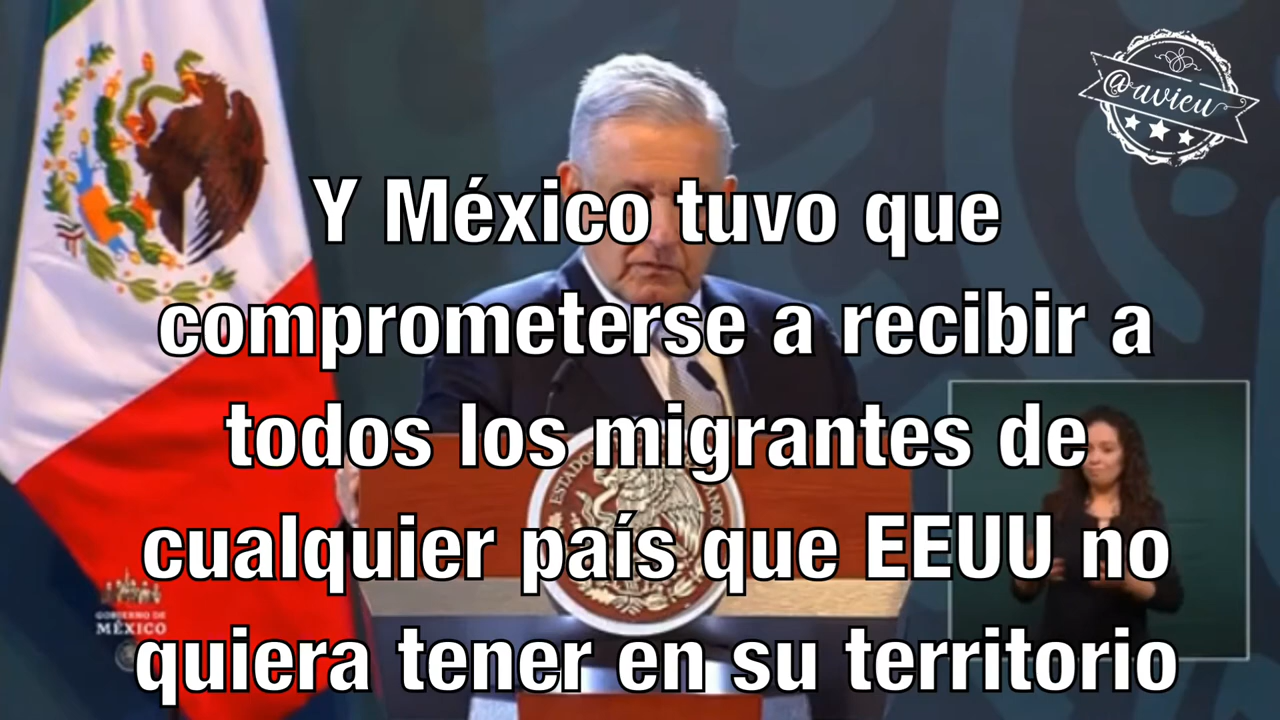 @avieu
Y México tuvo que
comprometerse a recibir a
todos los migrantes de
cualquier país que EEUU no
quiera tener en su territorio
GOBIERNO DE
MÉXICO
ESTADOS